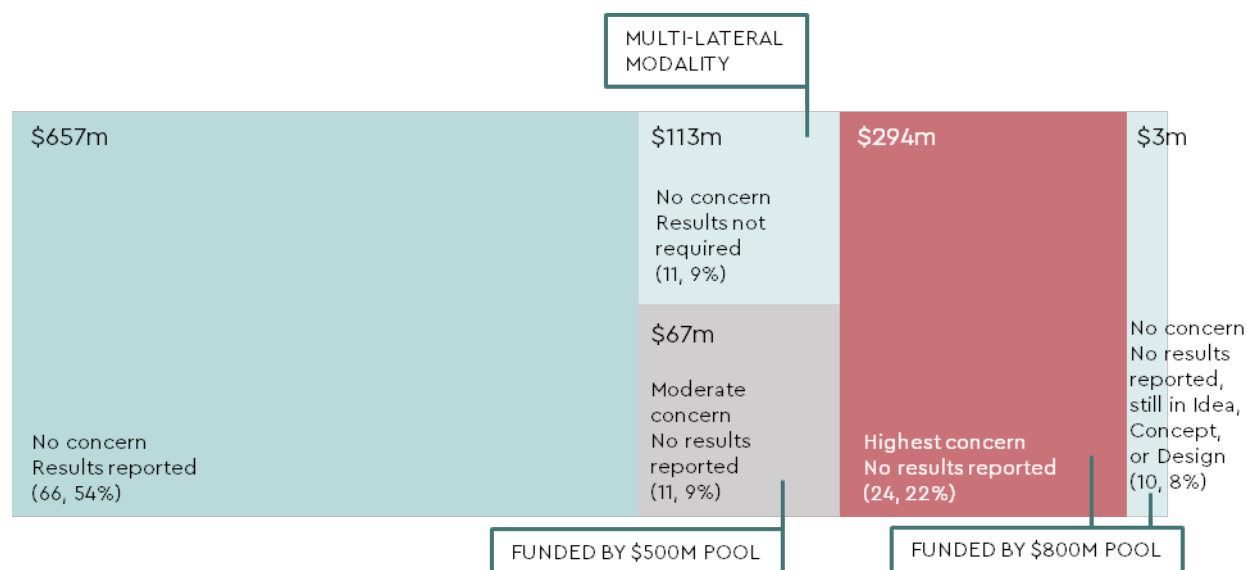 MULTI-LATERAL
MODALITY
$657m
No concern
Results reported
(66, 54%)
$113m
No concern
Results not
required
(11, 9%)
$67m
Moderate
concern
No results
reported
(11, 9%)
$294m
Highest concern
No results reported
(24, 22%)
$3m
No concern
No results
reported,
still in Idea,
Concept,
or Design
(10, 8%)
FUNDED BY $500M POOL
FUNDED BY $800M POOL